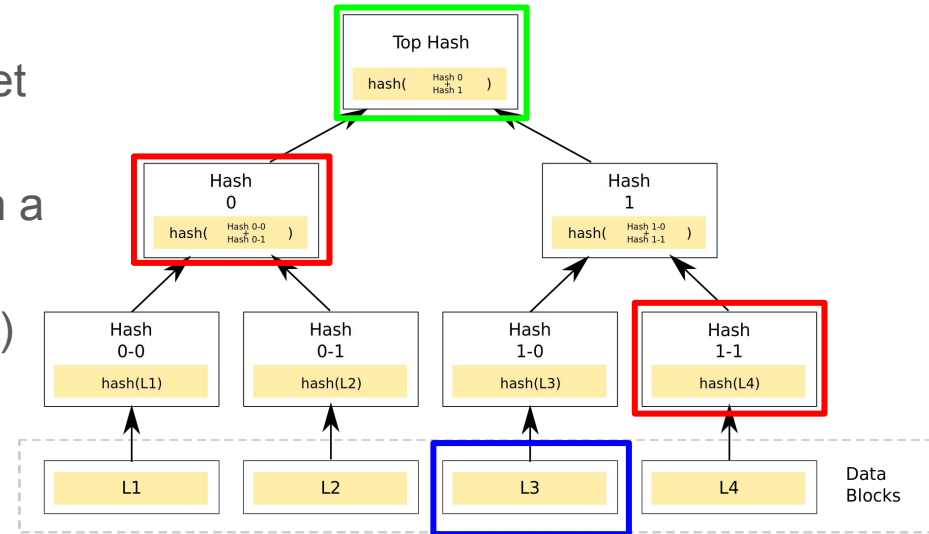 et
n a
)
Top Hash
hash( Hash 0 + Hash 1 )
Hash 0
hash( Hash 0-0 + Hash 0-1 )
Hash 1
hash( Hash 1-0 + Hash 1-1 )
Hash 0-0
hash(L1)
Hash 0-1
hash(L2)
Hash 1-0
hash(L3)
Hash 1-1
hash(L4)
L1
L2
L3
L4
Data
Blocks